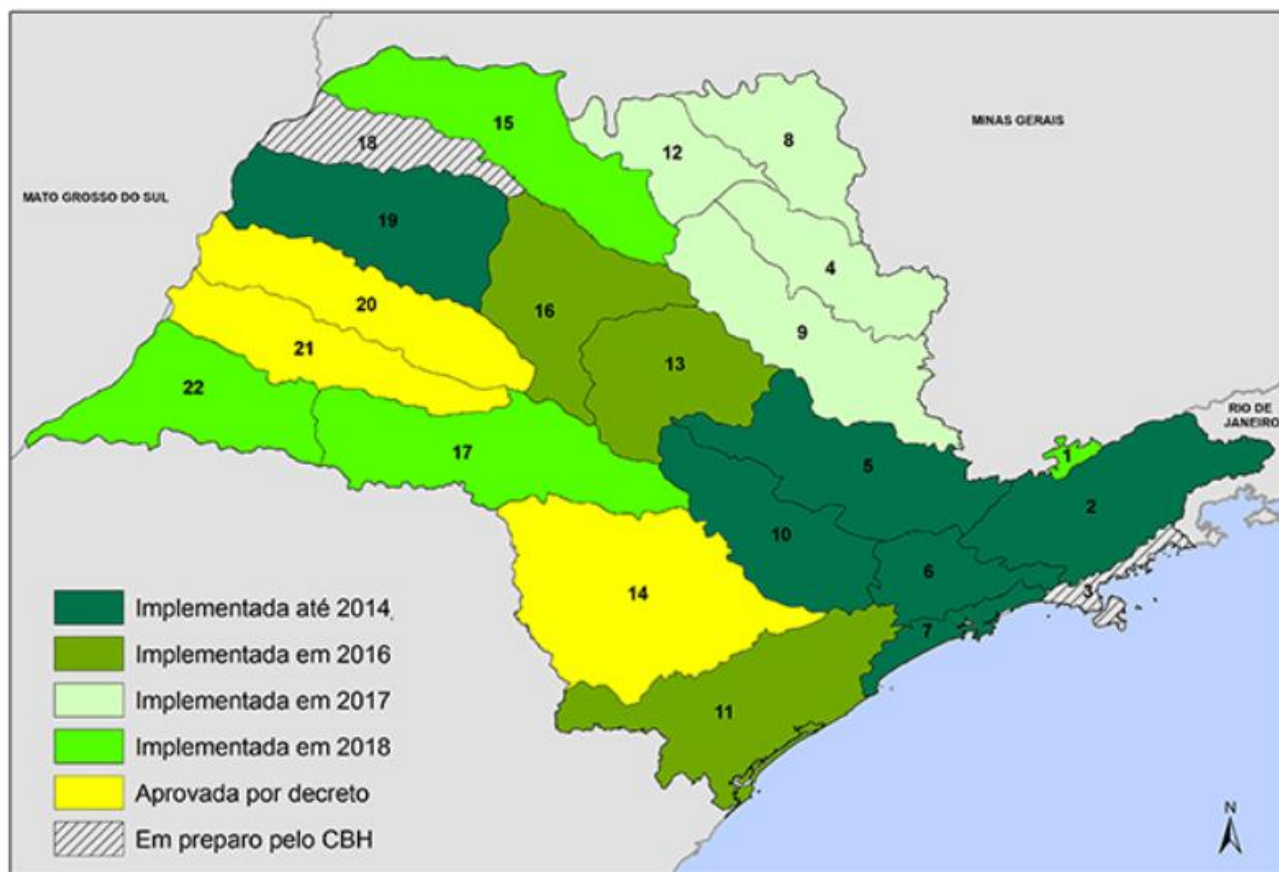 MINAS GERAIS
15
8
18
12
MATO GROSSO DO SUL
19
4
20
16
9
21
13
22
RIO DE
JANEIRO
17
5
1
2
10
6
3
14
7
11
Implementada até 2014
Implementada em 2016
Implementada em 2017
Implementada em 2018
Aprovada por decreto
Em preparo pelo CBH
N